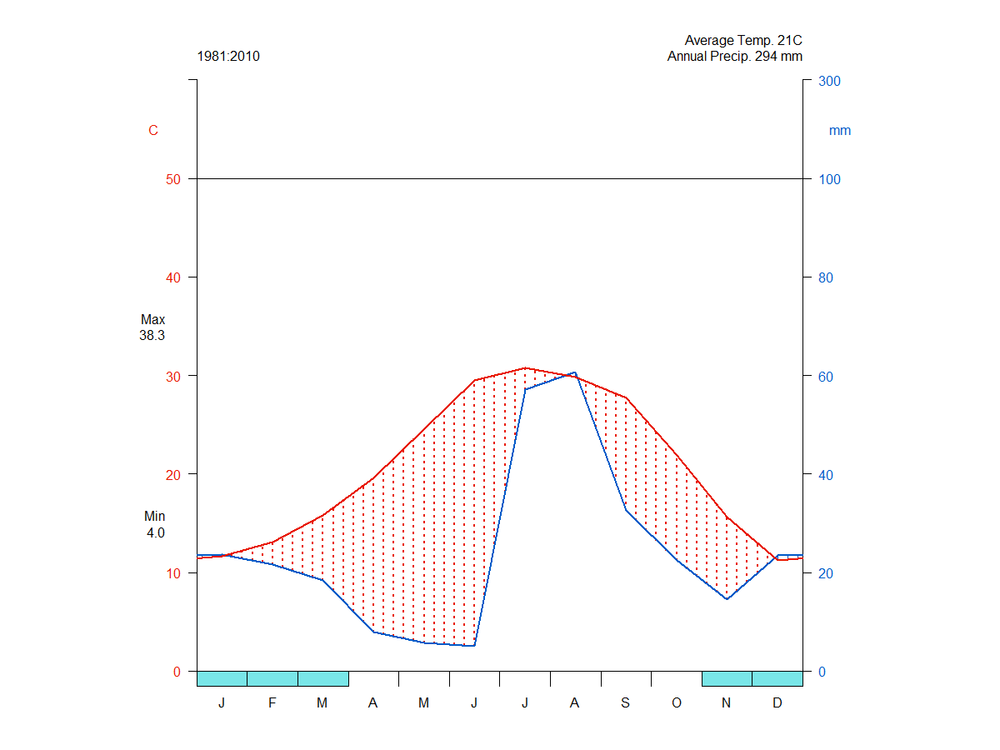 Average Temp. 21C
1981:2010
Annual Precip. 294 mm
300
C
mm
50
100
40
80
Max
38.3
30
60
20
40
Min
4.0
10
20
0
0
J F M A M J J A S O N D